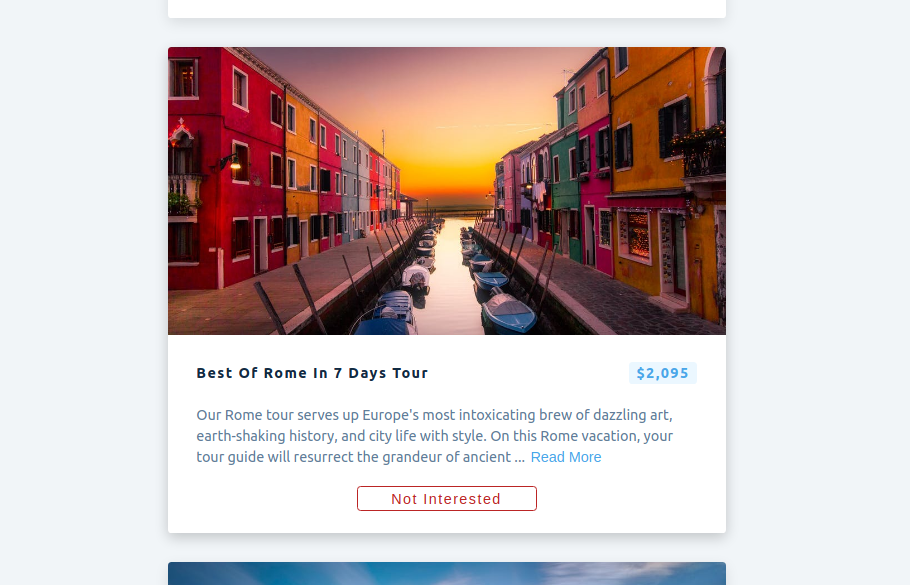 Best Of Rome In 7 Days Tour
$2,095
Our Rome tour serves up Europe's most intoxicating brew of dazzling art,
earth-shaking history, and city life with style. On this Rome vacation, your
tour guide will resurrect the grandeur of ancient ... Read More
Not Interested